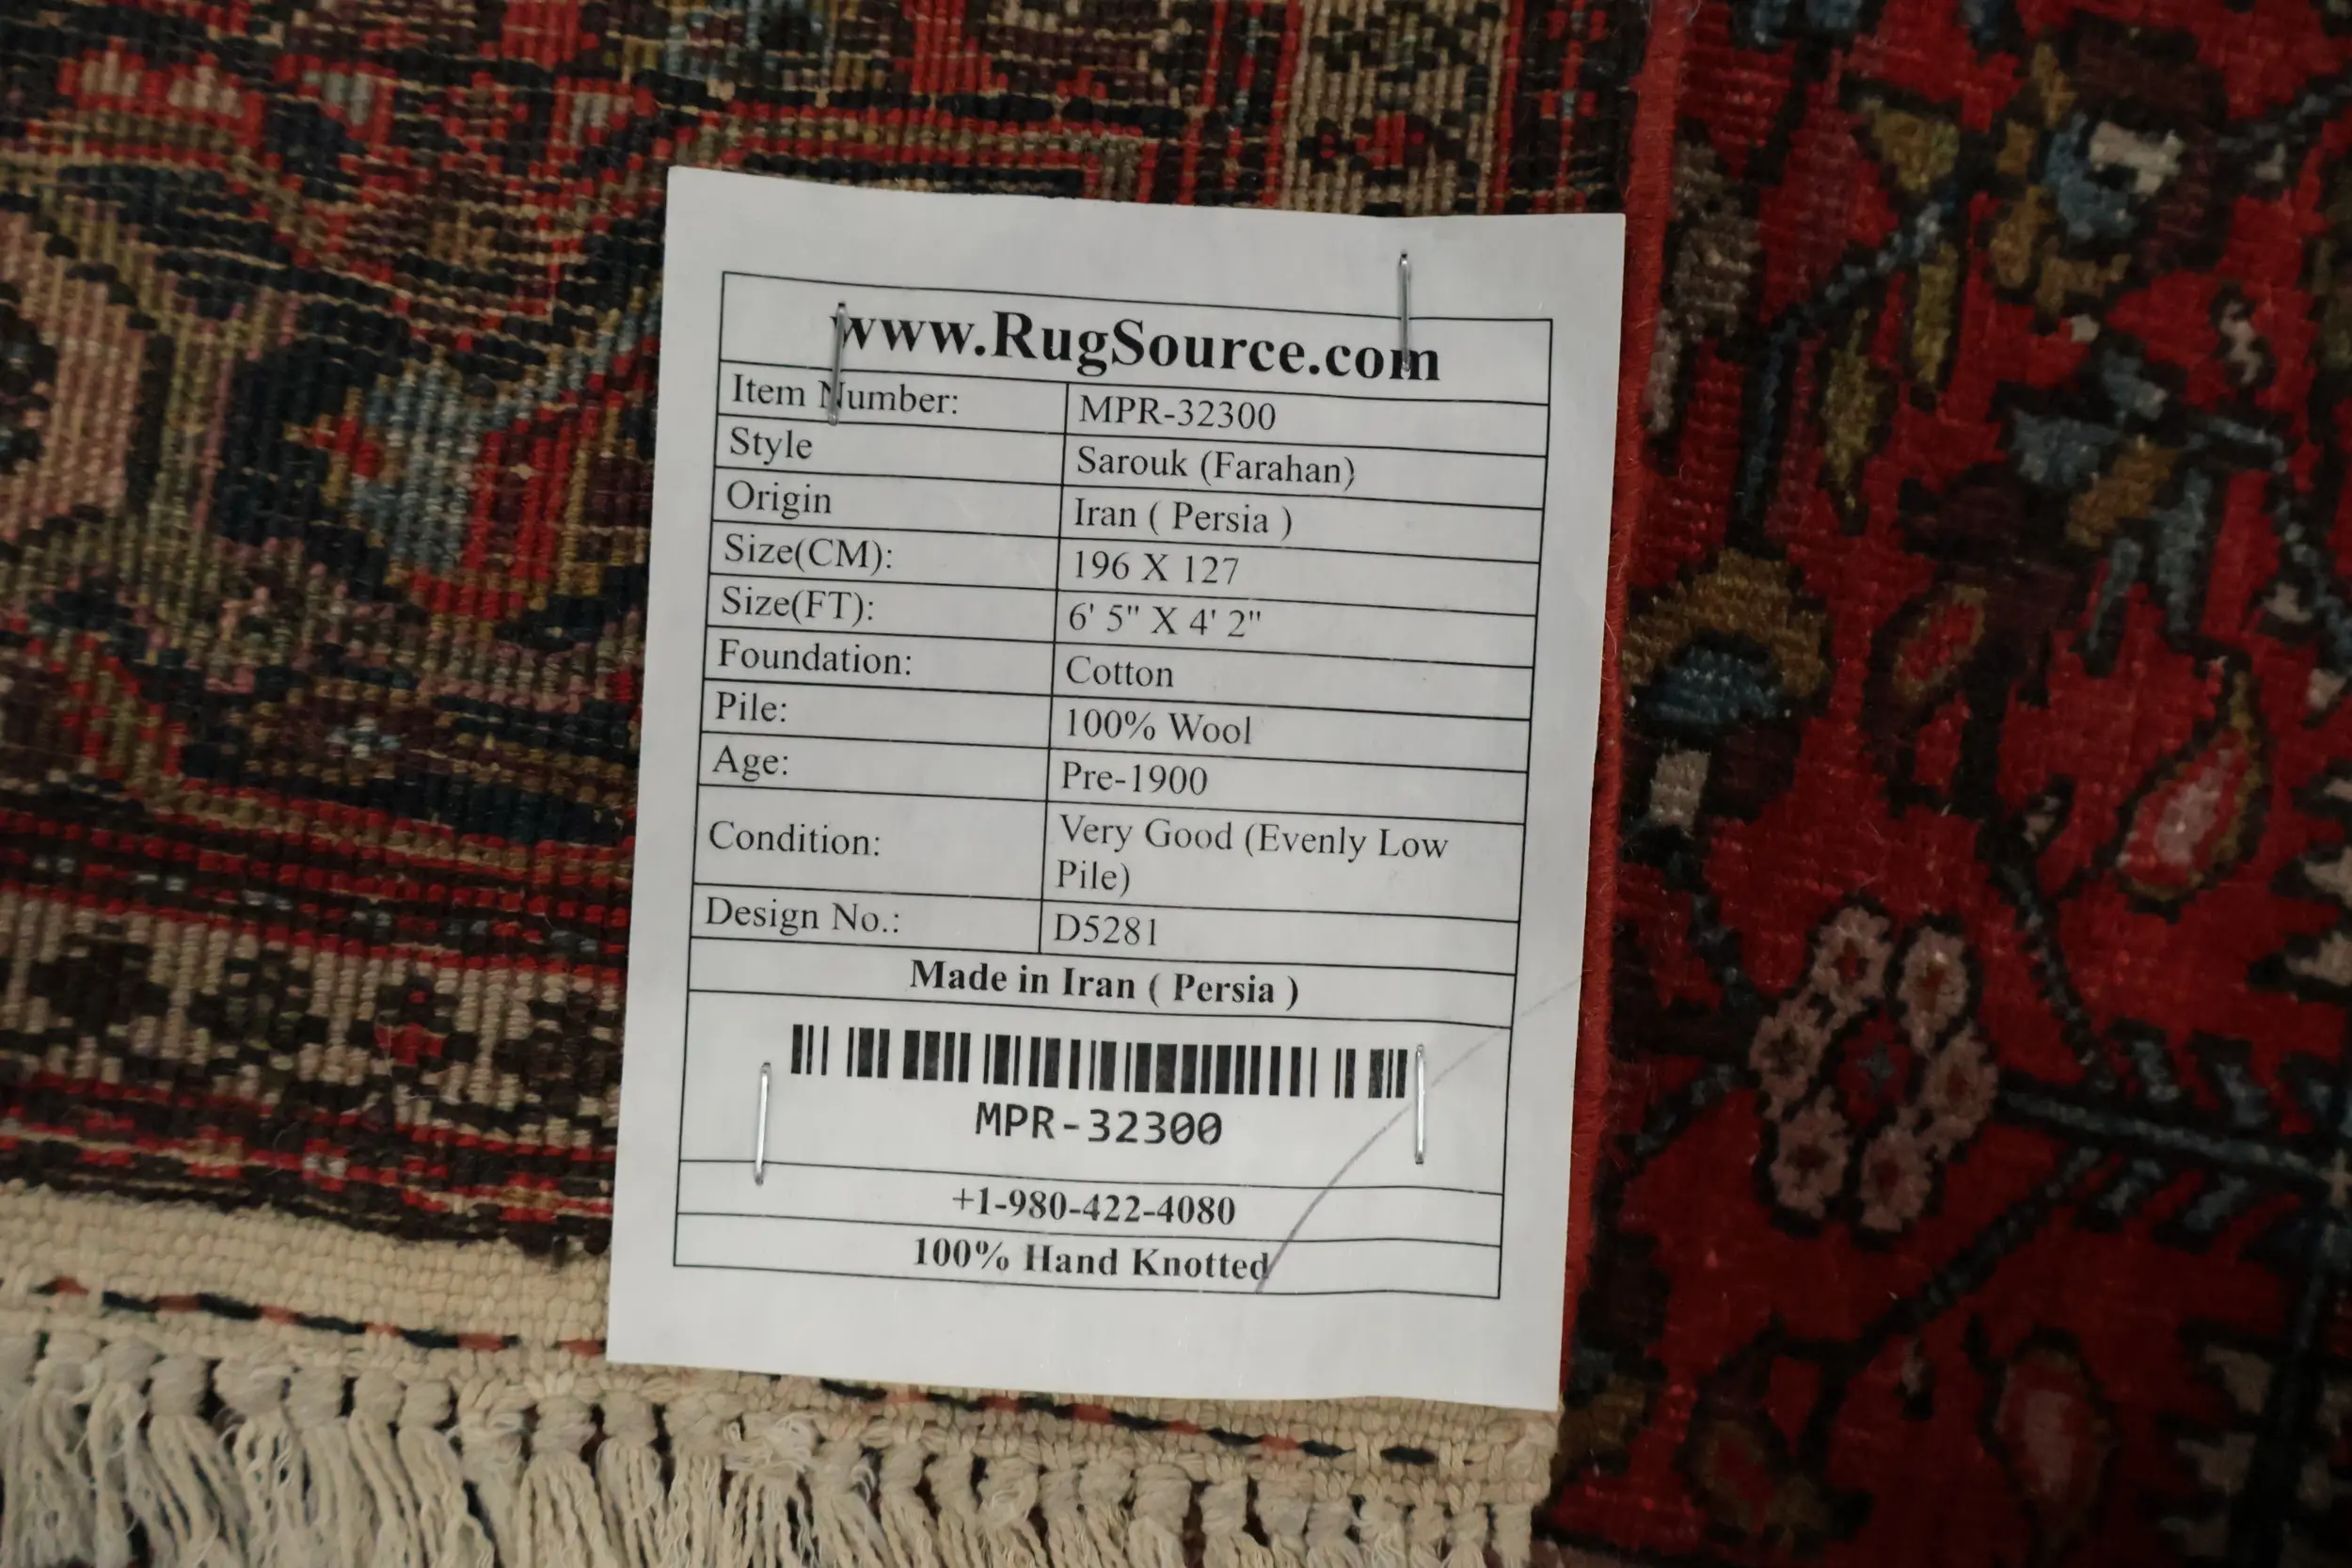 www.RugSource.com
Item Number: MPR-32300
Style Sarouk (Farahan)
Origin Iran ( Persia )
Size(CM): 196 X 127
Size(FT): 6' 5" X 4' 2"
Foundation: Cotton
Pile: 100% Wool
Age: Pre-1900
Condition: Very Good (Evenly Low
Pile)
Design No.: D5281
Made in Iran ( Persia )
MPR-32300
+1-980-422-4080
100% Hand Knotted